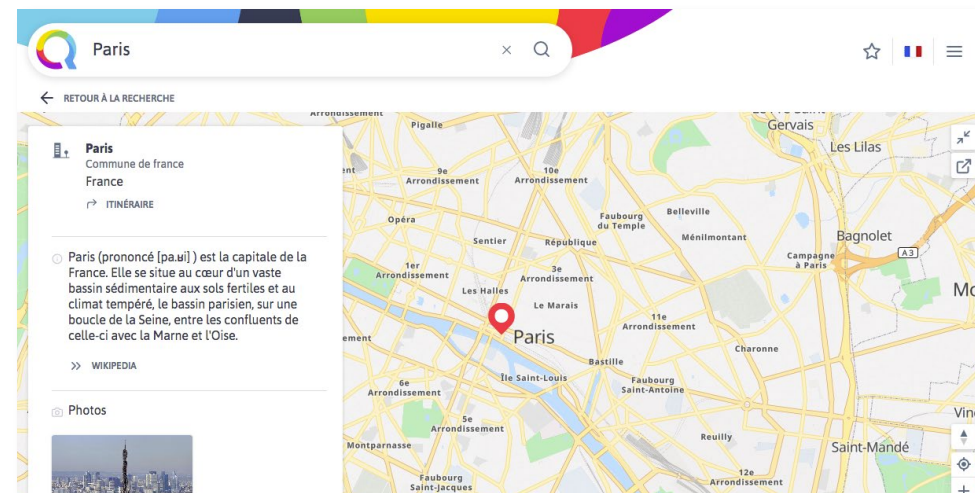 Paris
RETOUR À LA RECHERCHE
Paris
Commune de france
France
ITINÉRAIRE
Paris (prononcé [pa.ʁi] ) est la capitale de la
France. Elle se situe au cœur d'un vaste
bassin sédimentaire aux sols fertiles et au
climat tempéré, le bassin parisien, sur une
boucle de la Seine, entre les confluents de
celle-ci avec la Marne et l'Oise.
WIKIPEDIA
Photos
Arrondissement
Pigalle
Gervais
Les Lilas
9e
Arrondissement
10e
Arrondissement
Opéra
Faubourg
du Temple
Belleville
Ménilmontant
Bagnolet
A3
Sentier
République
Campagne
à Paris
1er
Arrondissement
3e
Arrondissement
Les Halles
Le Marais
11e
Arrondissement
Paris
Charonne
Bastille
Île Saint-Louis
Faubourg
Saint-Antoine
6e
Arrondissement
5e
Arrondissement
Montparnasse
Reuilly
Saint-Mandé
12e
Arrondissement
Faubourg
Saint-Jacques